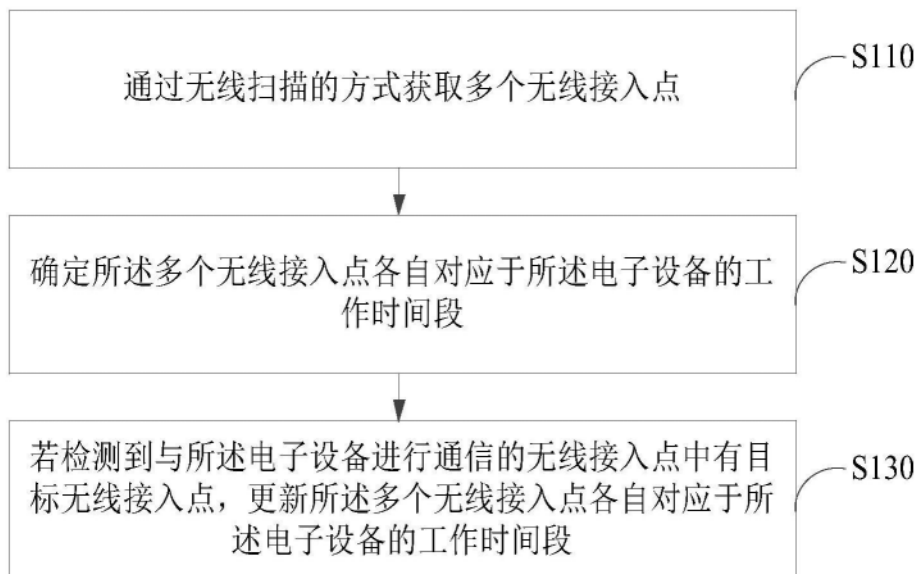 通过无线扫描的方式获取多个无线接入点
S110
确定所述多个无线接入点各自对应于所述电子设备的工
作时间段
S120
若检测到与所述电子设备进行通信的无线接入点中有目
标无线接入点，更新所述多个无线接入点各自对应于所
述电子设备的工作时间段
S130